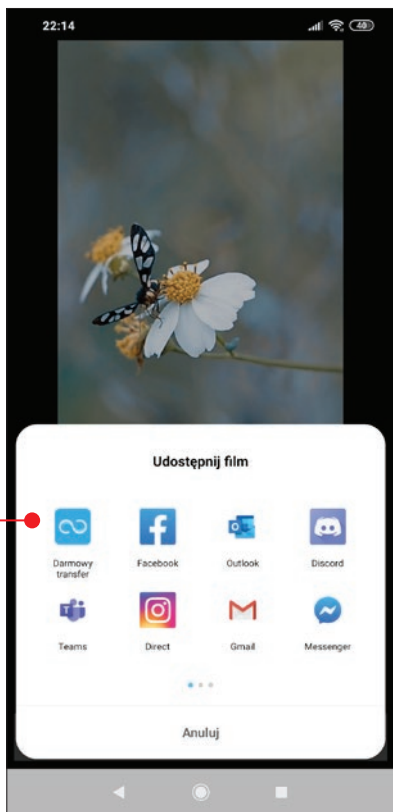 22:14
40
Udostępnij film
Darmowy
transfer
Facebook
Outlook
Discord
Teams
Direct
Gmail
Messenger
Anuluj